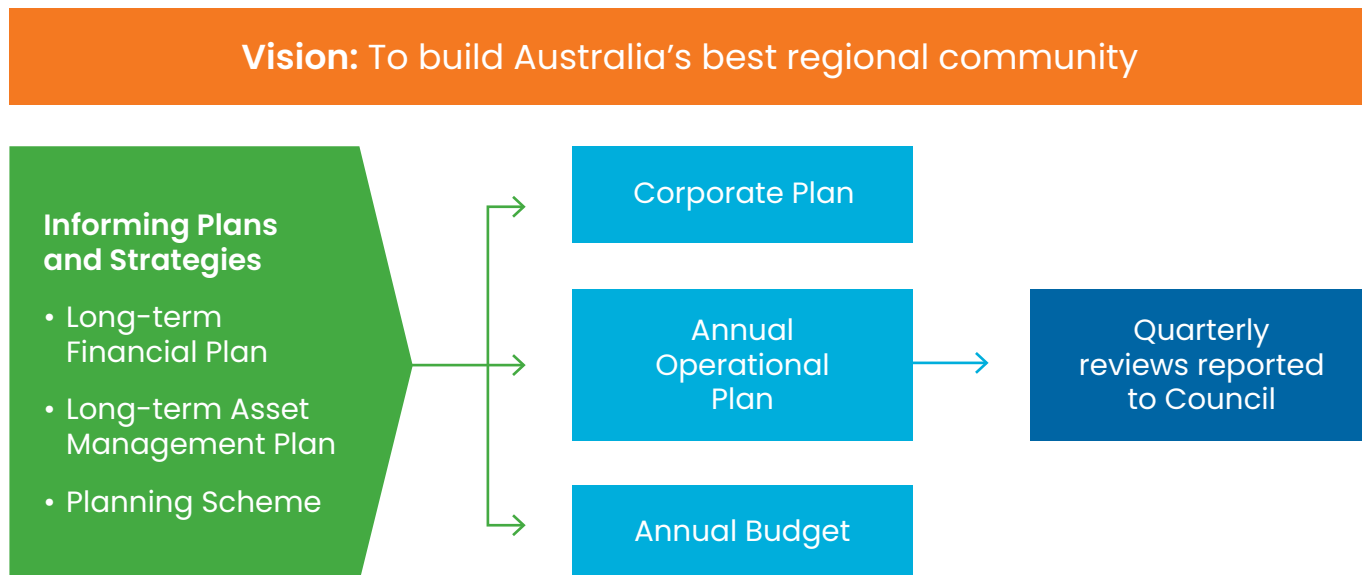 Vision: To build Australia’s best regional community
Informing Plans
and Strategies
• Long-term
Financial Plan
• Long-term Asset
Management Plan
• Planning Scheme
Corporate Plan
Annual
Operational
Plan
Annual Budget
Quarterly
reviews reported
to Council